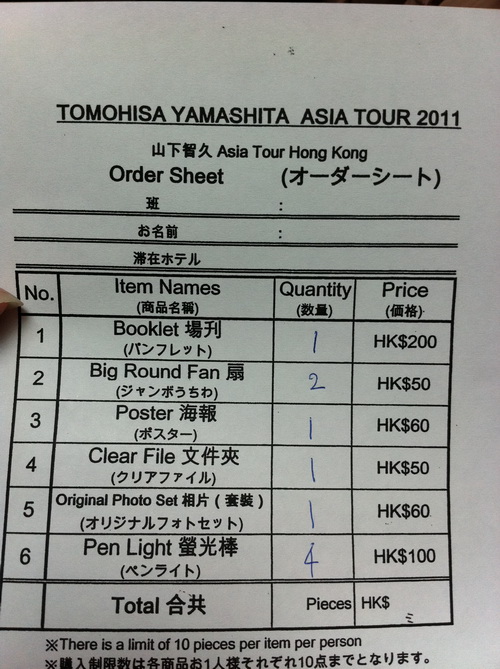 TOMOHISA YAMASHITA ASIA TOUR 2011
山下智久 Asia Tour Hong Kong
Order Sheet (オーダーシート)
班 :
お名前 :
滞在ホテル
No. Item Names (商品名稱) Quantity (数量) Price (価格)
1 Booklet 場刊 (パンフレット) 1 HK$200
2 Big Round Fan 扇 (ジャンボうちわ) 2 HK$50
3 Poster 海報 (ポスター) 1 HK$60
4 Clear File 文件夾 (クリアファイル) 1 HK$50
5 Original Photo Set 相片 ( 套裝 ) (オリジナルフォトセット) 1 HK$60
6 Pen Light 螢光棒 (ペンライト) 4 HK$100
Total 合共 Pieces HK$
※There is a limit of 10 pieces per item per person
※購入制限数は各商品お1人様それぞれ10点までとなります。